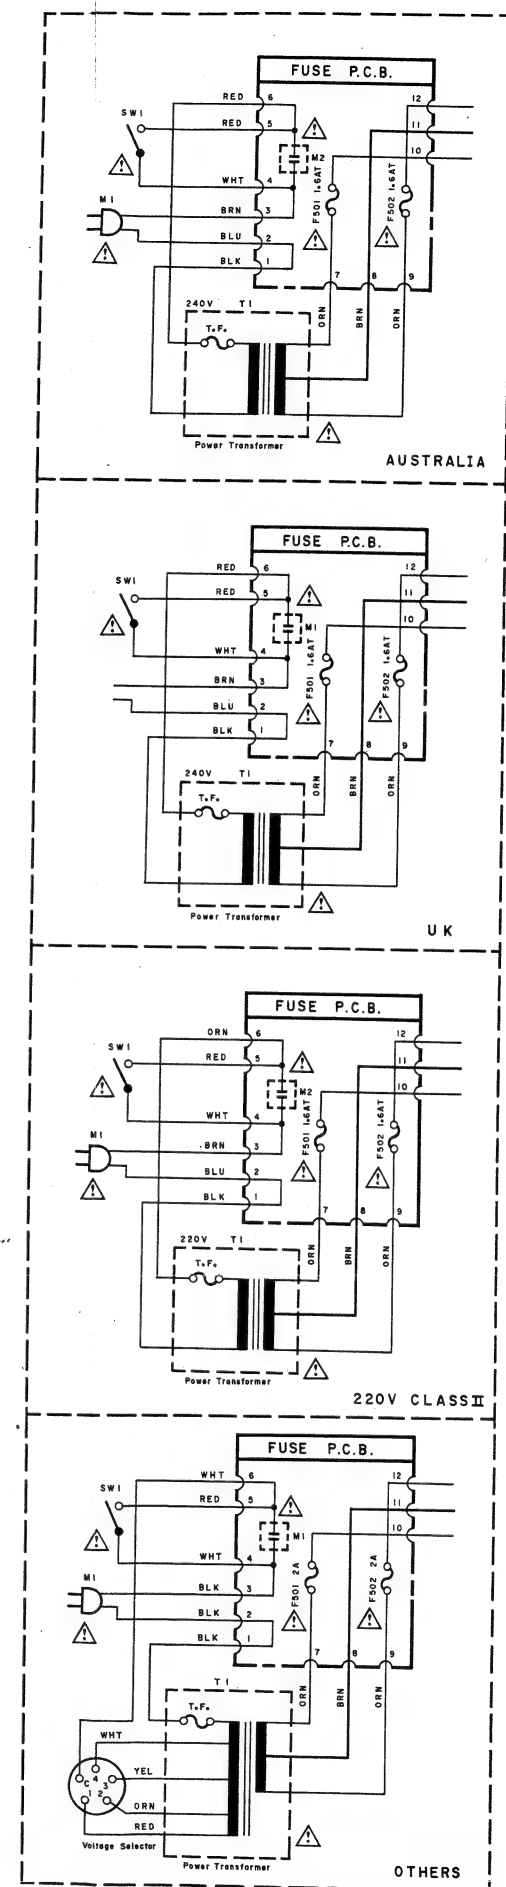 FUSE P.C.B.
RED 6
12
SW1
RED 5
11
M2
10
WHT 4
M1
BRN 3
F501 1.6AT
F502 1.6AT
BLU 2
BLK 1
7 8 9
ORN
BRN
ORN
240V T1
T.F.
Power Transformer
AUSTRALIA
FUSE P.C.B.
RED 6
12
SW1
RED 5
11
M1
10
WHT 4
BRN 3
F501 1.6AT
F502 1.6AT
BLU 2
BLK 1
7 8 9
ORN
BRN
ORN
240V T1
T.F.
Power Transformer
UK
FUSE P.C.B.
ORN 6
12
SW1
RED 5
11
M2
10
WHT 4
M1
BRN 3
F501 1.6AT
F502 1.6AT
BLU 2
BLK 1
7 8 9
ORN
BRN
ORN
220V T1
T.F.
Power Transformer
220V CLASS II
FUSE P.C.B.
WHT 6
12
SW1
RED 5
11
M1
10
WHT 4
M1
BLK 3
F501 2A
F502 2A
BLK 2
BLK 1
7 8 9
ORN
BRN
ORN
T1
T.F.
WHT
C 4 3
YEL
1 2
ORN
RED
Voltage Selector
Power Transformer
OTHERS